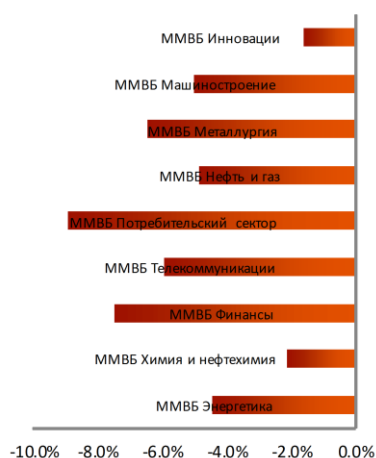 ММВБ Инновации
ММВБ Машиностроение
ММВБ Металлургия
ММВБ Нефть и газ
ММВБ Потребительский сектор
ММВБ Телекоммуникации
ММВБ Финансы
ММВБ Химия и нефтехимия
ММВБ Энергетика
-10.0% -8.0% -6.0% -4.0% -2.0% 0.0%